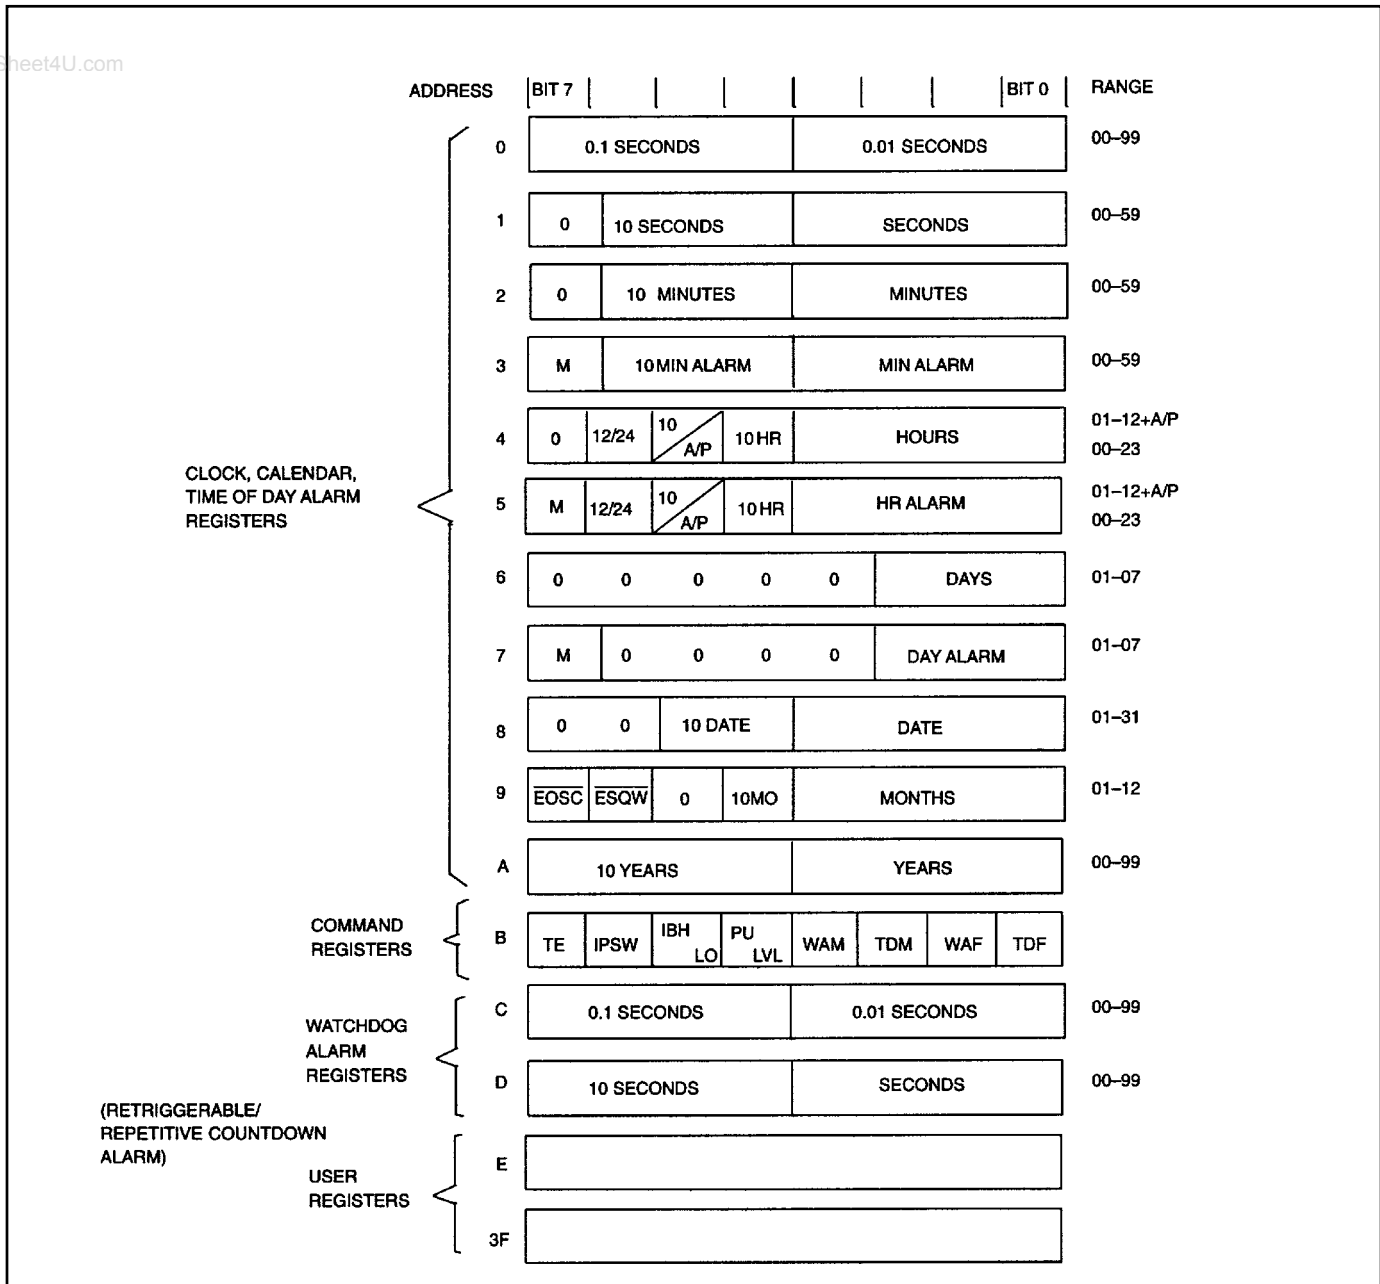 Sheet4U.com
ADDRESS BIT 7 BIT 0 RANGE
0 0.1 SECONDS 0.01 SECONDS 00–99
1 0 10 SECONDS SECONDS 00–59
2 0 10 MINUTES MINUTES 00–59
3 M 10 MIN ALARM MIN ALARM 00–59
4 0 12/24 10 A/P 10 HR HOURS 01–12+A/P
00–23
CLOCK, CALENDAR,
TIME OF DAY ALARM
REGISTERS
5 M 12/24 10 A/P 10 HR HR ALARM 01–12+A/P
00–23
6 0 0 0 0 0 DAYS 01–07
7 M 0 0 0 0 DAY ALARM 01–07
8 0 0 10 DATE DATE 01–31
9 EOSC ESQW 0 10MO MONTHS 01–12
A 10 YEARS YEARS 00–99
COMMAND
REGISTERS
B TE IPSW IBH LO PU LVL WAM TDM WAF TDF
C 0.1 SECONDS 0.01 SECONDS 00–99
WATCHDOG
ALARM
REGISTERS
D 10 SECONDS SECONDS 00–99
(RETRIGGERABLE/
REPETITIVE COUNTDOWN
ALARM)
E
USER
REGISTERS
3F